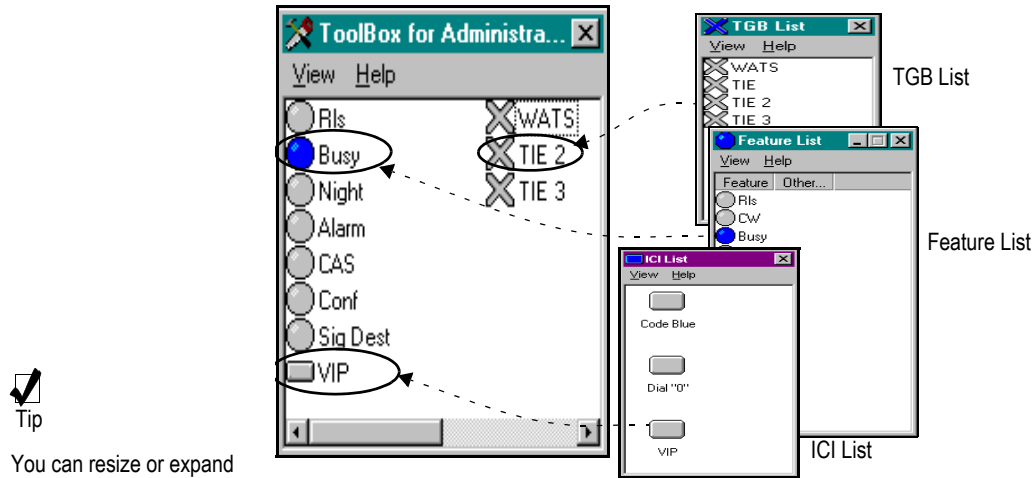 ToolBox for Administra...
View Help
Rls
Busy
Night
Alarm
CAS
Conf
Sig Dest
VIP
WATS
TIE 2
TIE 3
TGB List
View Help
WATS
TIE
TIE 2
TIE 3
TGB List
Feature List
View Help
Feature Other...
Rls
CW
Busy
Feature List
ICI List
View Help
Code Blue
Dial "0"
VIP
ICI List
Tip
You can resize or expand